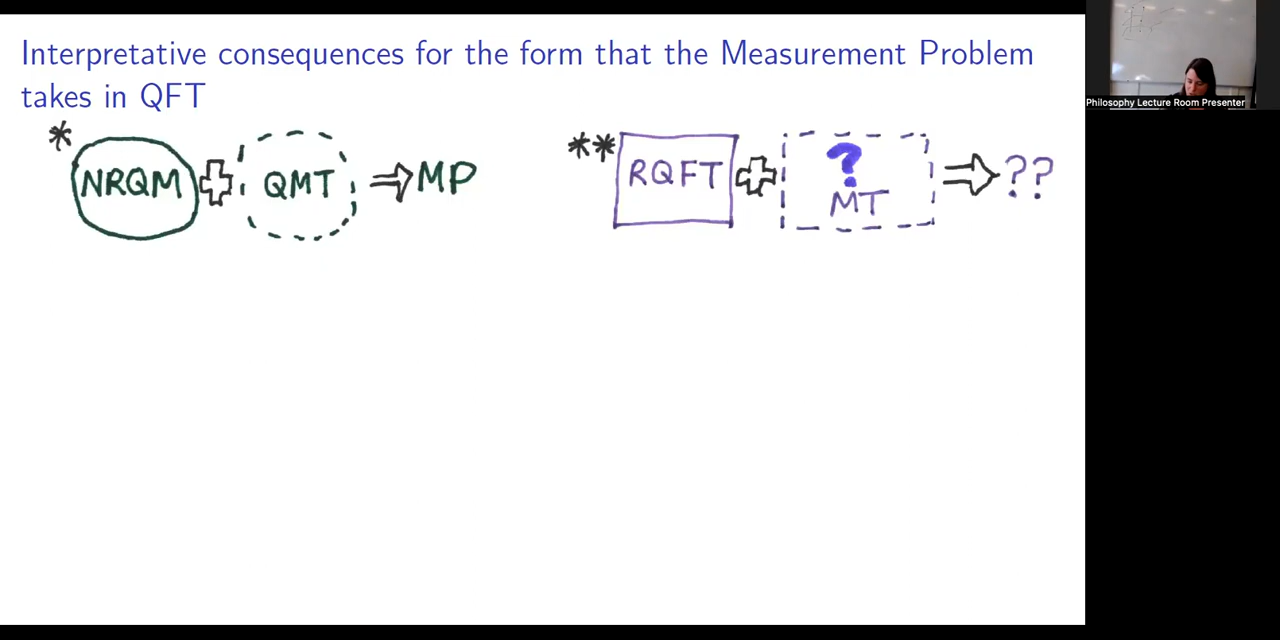 Interpretative consequences for the form that the Measurement Problem
takes in QFT
* NRQM + QMT ⇒ MP
** RQFT + ? MT ⇒ ??
Philosophy Lecture Room Presenter